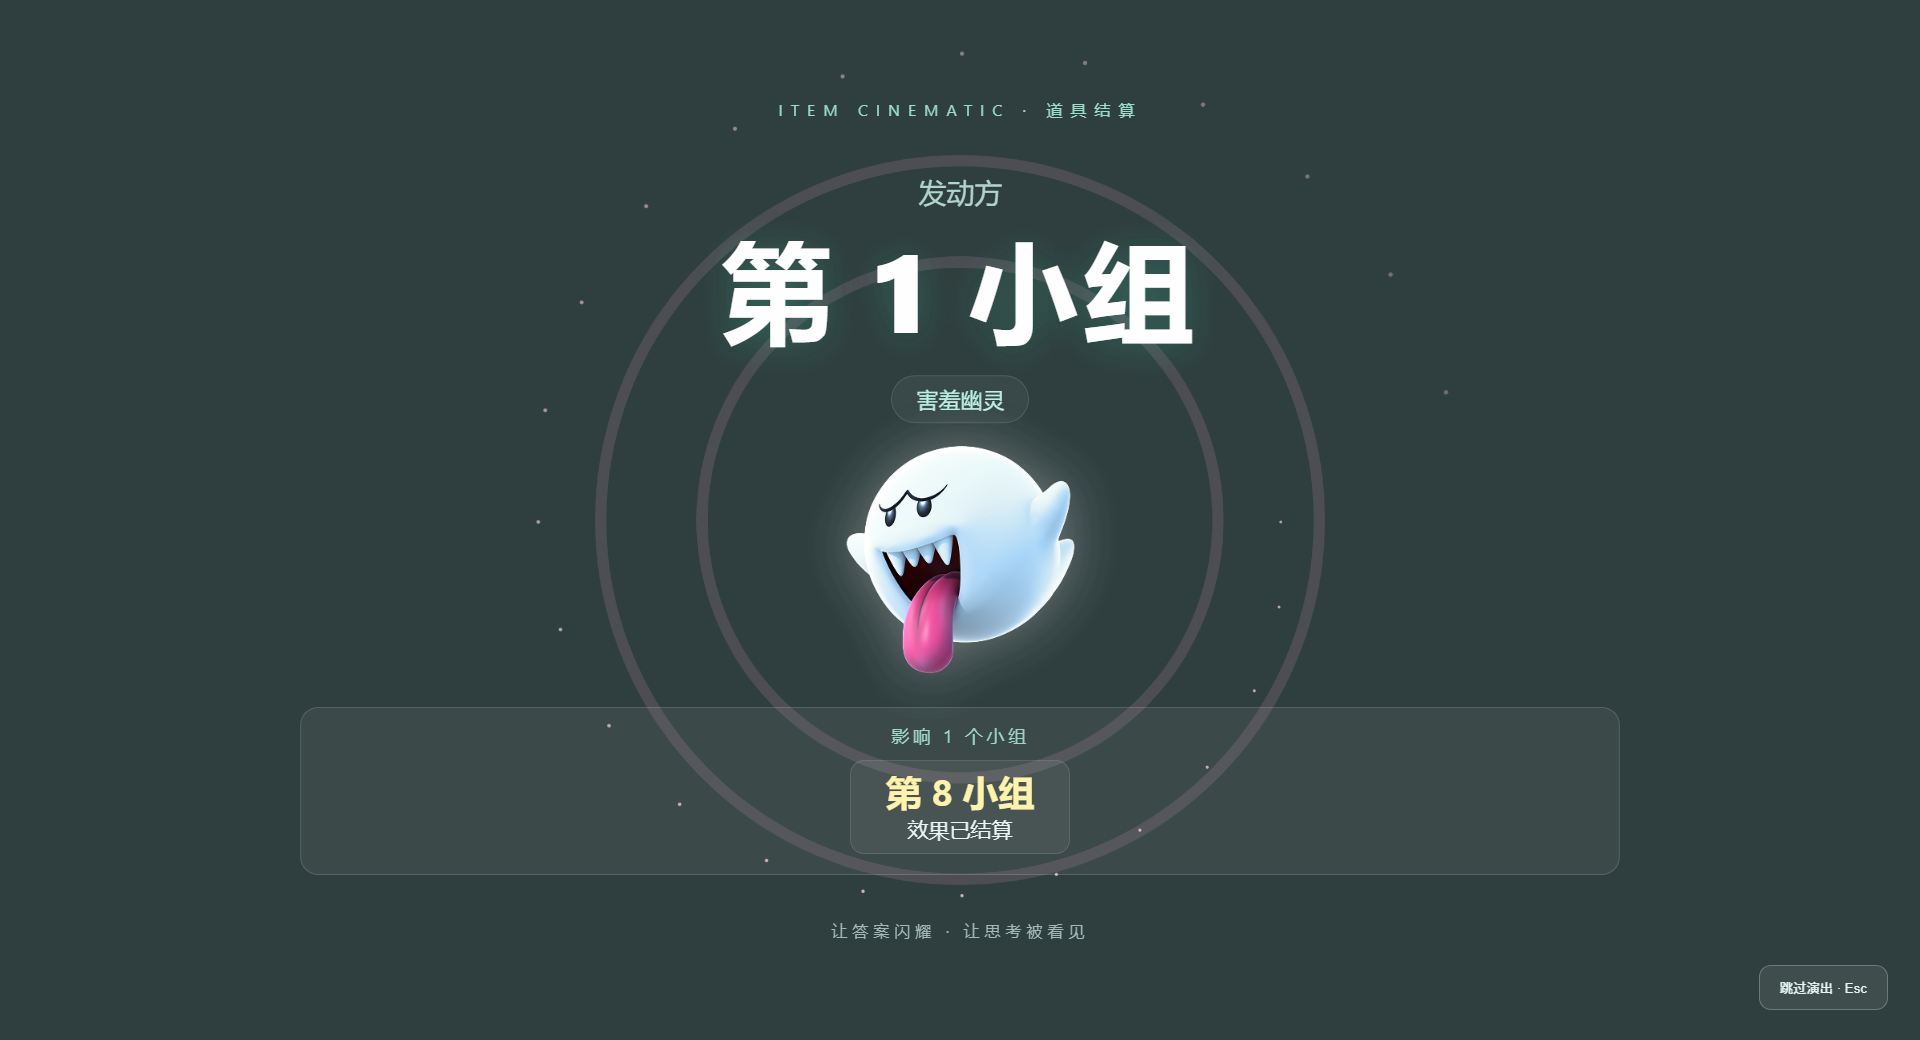 ITEM CINEMATIC · 道具结算
发动方
第 1 小组
害羞幽灵
影响 1 个小组
第 8 小组
效果已结算
让答案闪耀 · 让思考被看见
跳过演出 · Esc